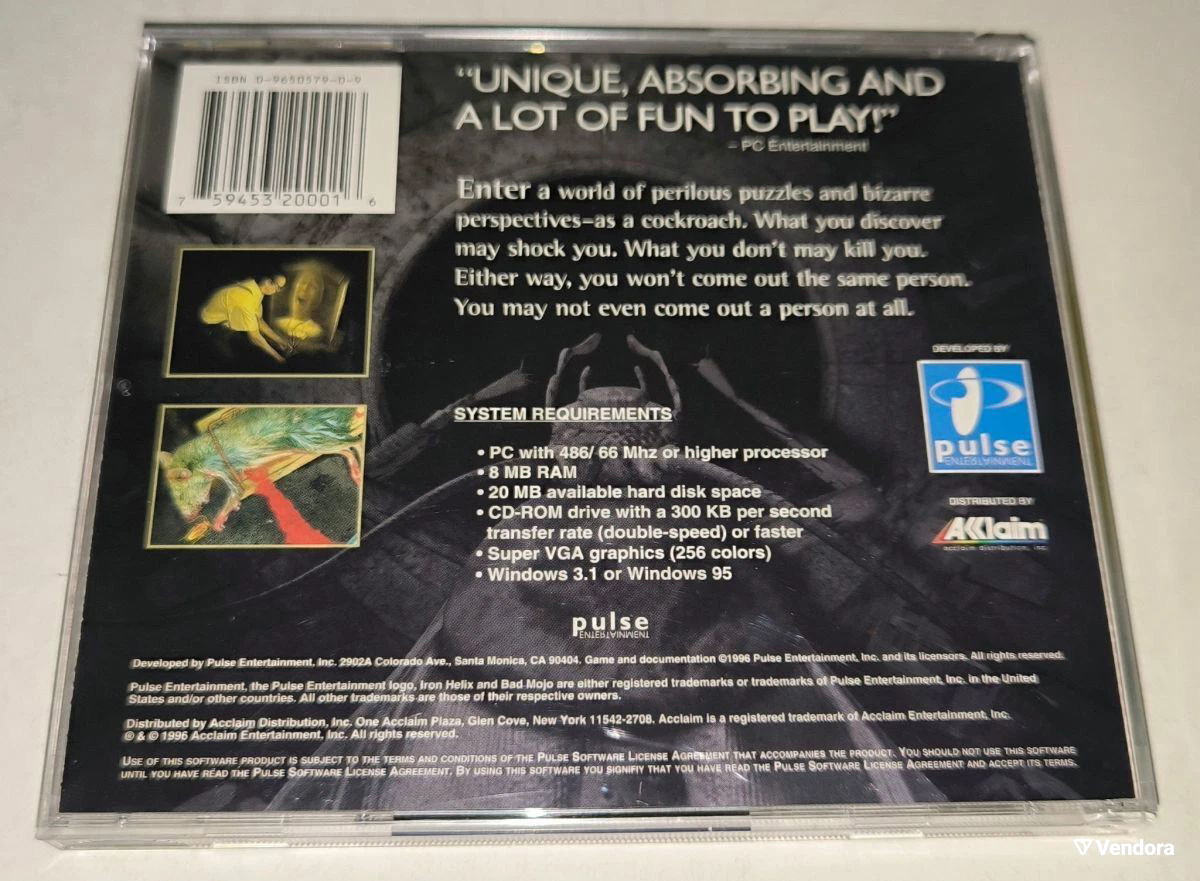 ISBN 0-9650579-0-9
7 59453 20001 6
“UNIQUE, ABSORBING AND
A LOT OF FUN TO PLAY!”
– PC Entertainment
Enter a world of perilous puzzles and bizarre
perspectives–as a cockroach. What you discover
may shock you. What you don't may kill you.
Either way, you won't come out the same person.
You may not even come out a person at all.
DEVELOPED BY
pulse
ENTERTAINMENT
DISTRIBUTED BY
AKKlaim
acclaim distribution, inc.
SYSTEM REQUIREMENTS
• PC with 486/ 66 Mhz or higher processor
• 8 MB RAM
• 20 MB available hard disk space
• CD-ROM drive with a 300 KB per second
transfer rate (double-speed) or faster
• Super VGA graphics (256 colors)
• Windows 3.1 or Windows 95
pulse
ENTERTAINMENT
Developed by Pulse Entertainment, Inc. 2902A Colorado Ave., Santa Monica, CA 90404. Game and documentation ©1996 Pulse Entertainment, Inc. and its licensors. All rights reserved.
Pulse Entertainment, the Pulse Entertainment logo, Iron Helix and Bad Mojo are either registered trademarks or trademarks of Pulse Entertainment, Inc. in the United
States and/or other countries. All other trademarks are those of their respective owners.
Distributed by Acclaim Distribution, Inc. One Acclaim Plaza, Glen Cove, New York 11542-2708. Acclaim is a registered trademark of Acclaim Entertainment, Inc.
® & © 1996 Acclaim Entertainment, Inc. All rights reserved.
USE OF THIS SOFTWARE PRODUCT IS SUBJECT TO THE TERMS AND CONDITIONS OF THE PULSE SOFTWARE LICENSE AGREEMENT THAT ACCOMPANIES THE PRODUCT. YOU SHOULD NOT USE THIS SOFTWARE
UNTIL YOU HAVE READ THE PULSE SOFTWARE LICENSE AGREEMENT. BY USING THIS SOFTWARE YOU SIGNIFIY THAT YOU HAVE READ THE PULSE SOFTWARE LICENSE AGREEMENT AND ACCEPT ITS TERMS.
Vendora